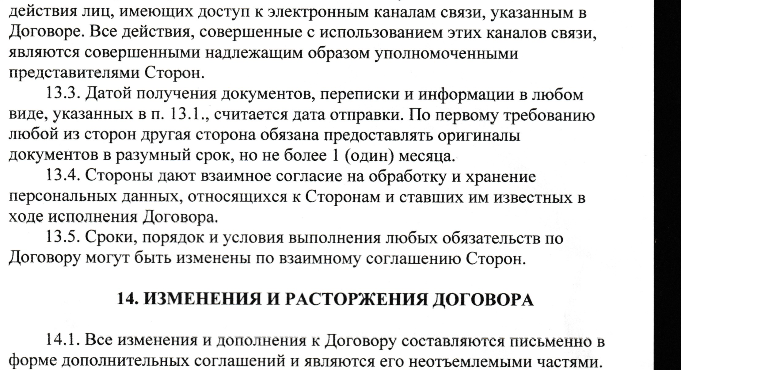 действия лиц, имеющих доступ к электронным каналам связи, указанным в
Договоре. Все действия, совершенные с использованием этих каналов связи,
являются совершенными надлежащим образом уполномоченными
представителями Сторон.
13.3. Датой получения документов, переписки и информации в любом
виде, указанных в п. 13.1., считается дата отправки. По первому требованию
любой из сторон другая сторона обязана предоставлять оригиналы
документов в разумный срок, но не более 1 (один) месяца.
13.4. Стороны дают взаимное согласие на обработку и хранение
персональных данных, относящихся к Сторонам и ставших им известных в
ходе исполнения Договора.
13.5. Сроки, порядок и условия выполнения любых обязательств по
Договору могут быть изменены по взаимному соглашению Сторон.
14. ИЗМЕНЕНИЯ И РАСТОРЖЕНИЯ ДОГОВОРА
14.1. Все изменения и дополнения к Договору составляются письменно в
форме дополнительных соглашений и являются его неотъемлемыми частями.